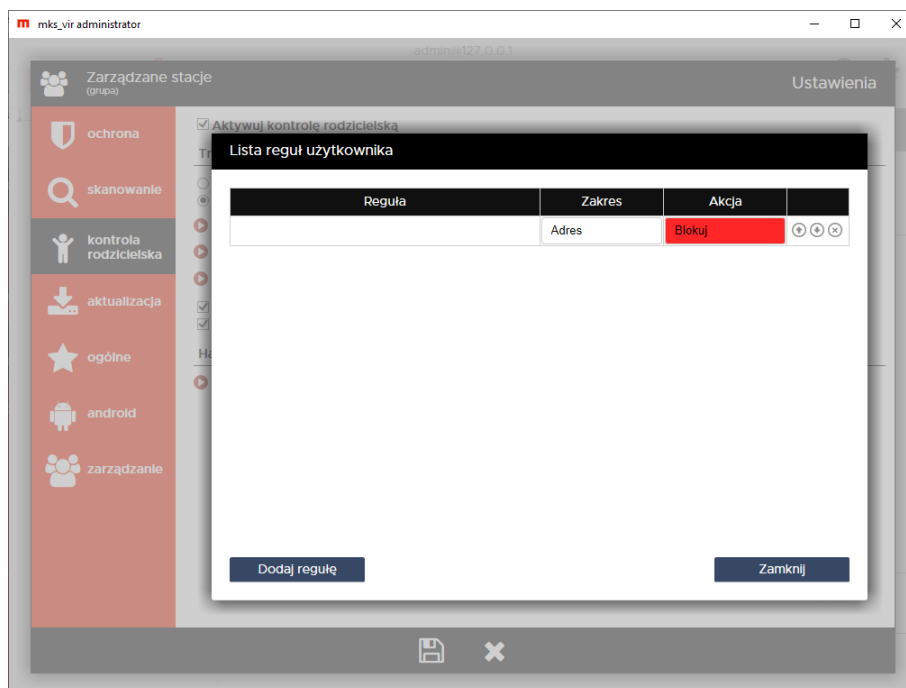 mks_vir administrator
admin@127.0.0.1
Zarządzane stacje
(grupa)
Ustawienia
ochrona
skanowanie
kontrola
rodzicielska
aktualizacja
ogólne
android
zarządzanie
Aktywuj kontrolę rodzicielską
Lista reguł użytkownika
Reguła Zakres Akcja
Adres Blokuj
Dodaj regułę Zamknij